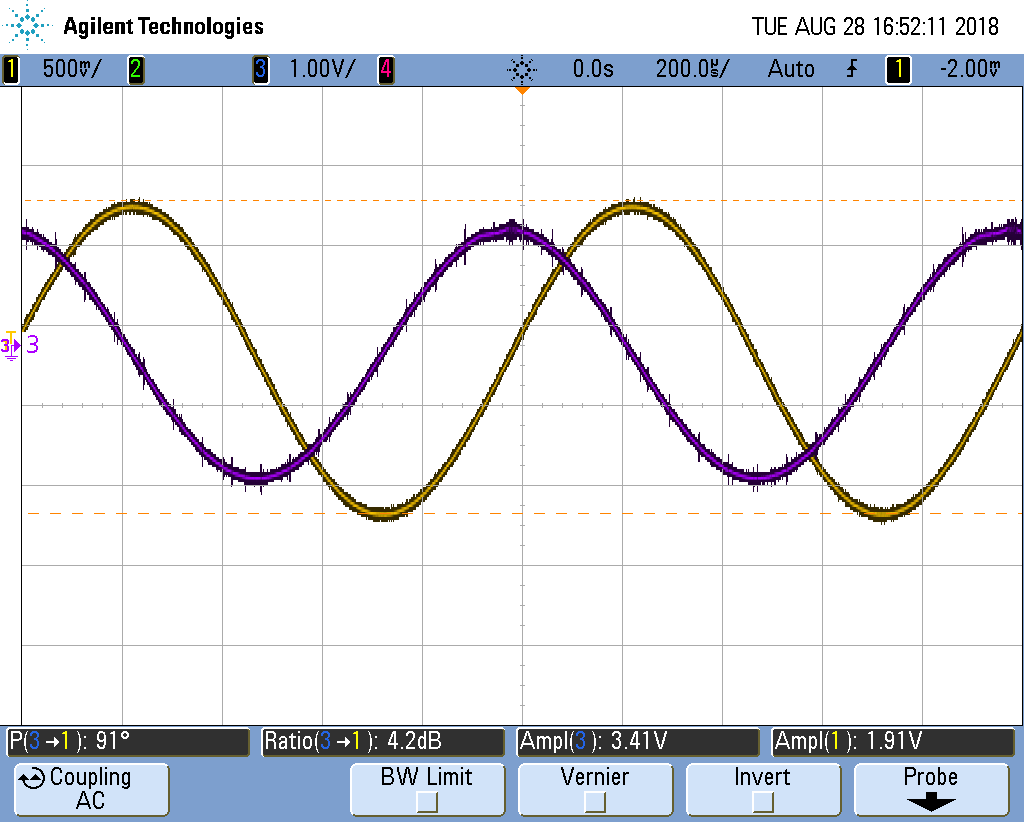 Agilent Technologies TUE AUG 28 16:52:11 2018
1 500mV/ 2 3 1.00V/ 4 0.0s 200.0µs/ Auto 1 -2.00mV
3 3
P(3→1): 91° Ratio(3→1): 4.2dB Ampl(3): 3.41V Ampl(1): 1.91V
Coupling BW Limit Vernier Invert Probe
AC